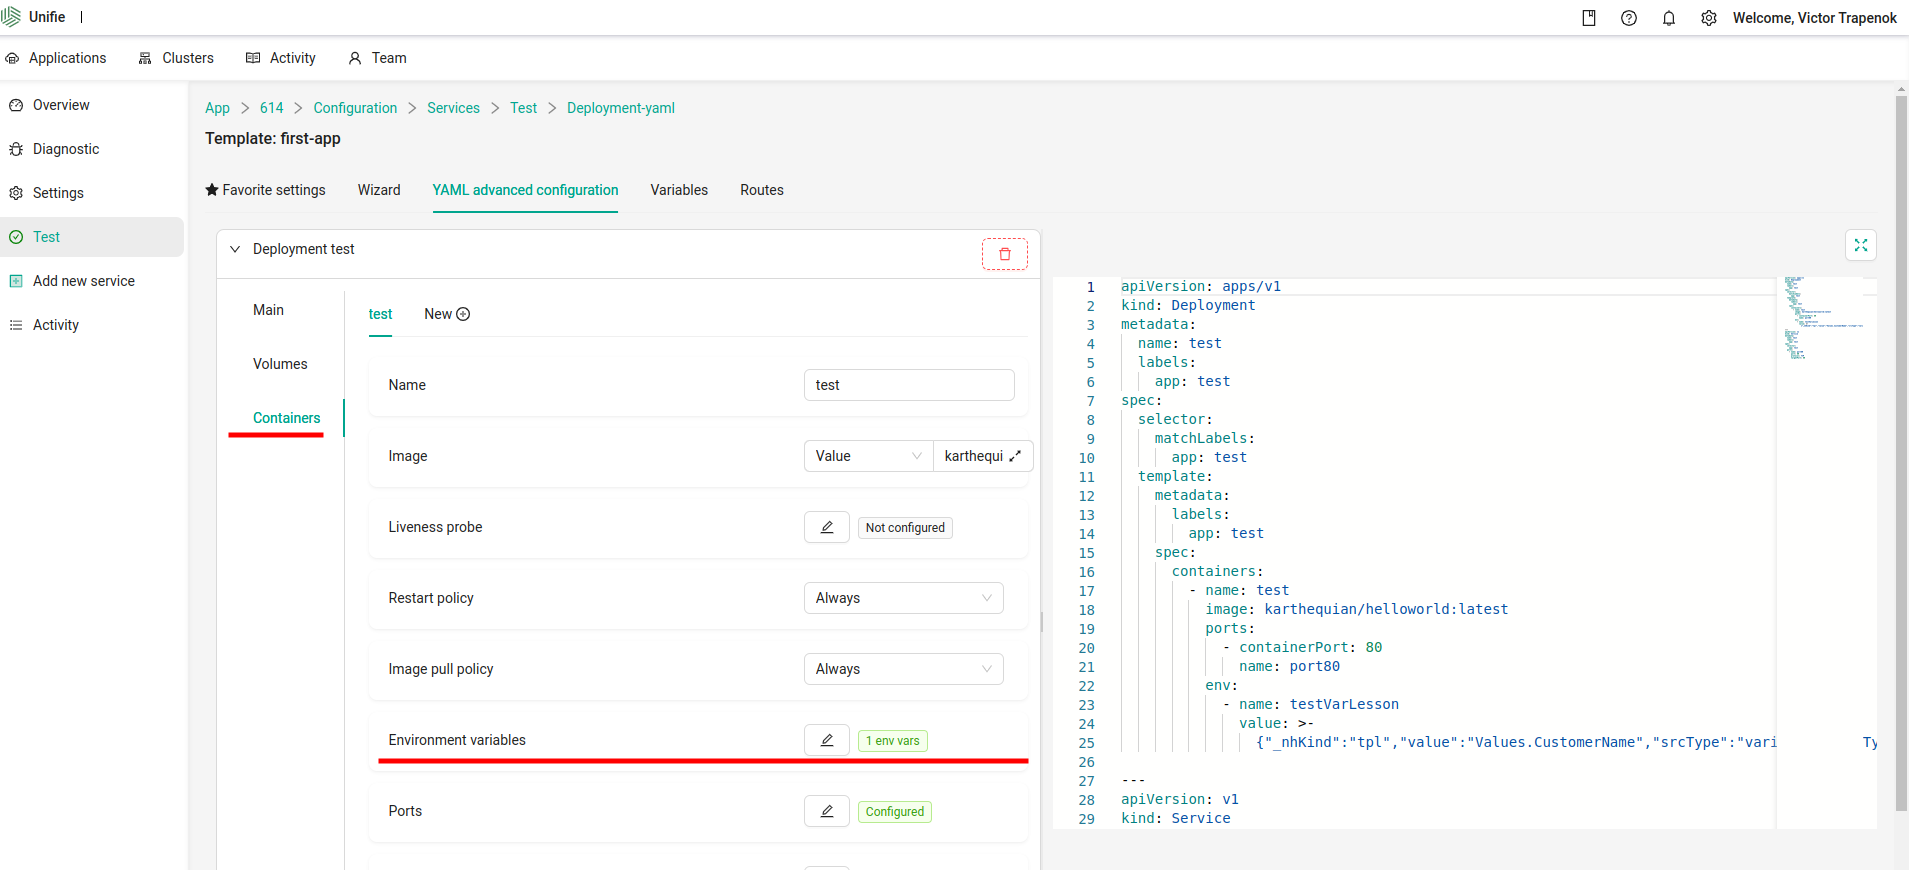 Unifie
Welcome, Victor Trapenok
Applications
Clusters
Activity
Team
Overview
Diagnostic
Settings
Test
Add new service
Activity
App > 614 > Configuration > Services > Test > Deployment-yaml
Template: first-app
Favorite settings
Wizard
YAML advanced configuration
Variables
Routes
Deployment test
Main
Volumes
Containers
test
New
Name
test
Image
Value
karthequi
Liveness probe
Not configured
Restart policy
Always
Image pull policy
Always
Environment variables
1 env vars
Ports
Configured
1 apiVersion: apps/v1
2 kind: Deployment
3 metadata:
4 name: test
5 labels:
6 app: test
7 spec:
8 selector:
9 matchLabels:
10 app: test
11 template:
12 metadata:
13 labels:
14 app: test
15 spec:
16 containers:
17 - name: test
18 image: karthequian/helloworld:latest
19 ports:
20 - containerPort: 80
21 name: port80
22 env:
23 - name: testVarLesson
24 value: >-
25 {"_nhKind":"tpl","value":"Values.CustomerName","srcType":"vari Ty
26
27 ---
28 apiVersion: v1
29 kind: Service